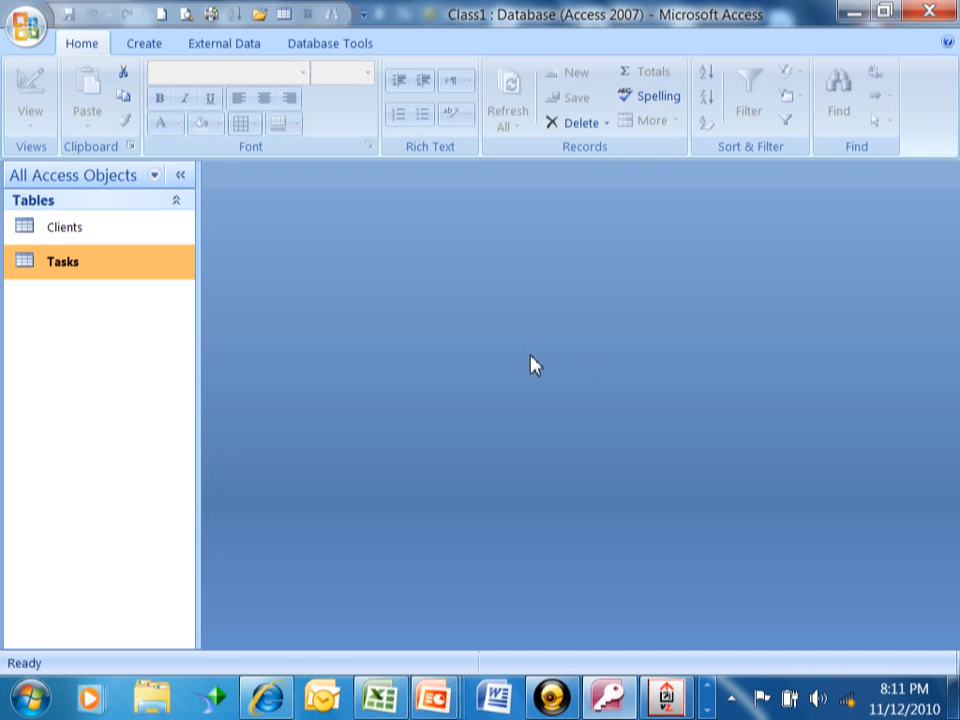 Class1 : Database (Access 2007) - Microsoft Access
Home Create External Data Database Tools
View
Views
Paste
Clipboard
B I U
A
Font
Rich Text
Refresh All
New
Save
Delete
Σ Totals
Spelling
More
Records
Filter
Sort & Filter
Find
Find
All Access Objects
Tables
Clients
Tasks
Ready
8:11 PM
11/12/2010